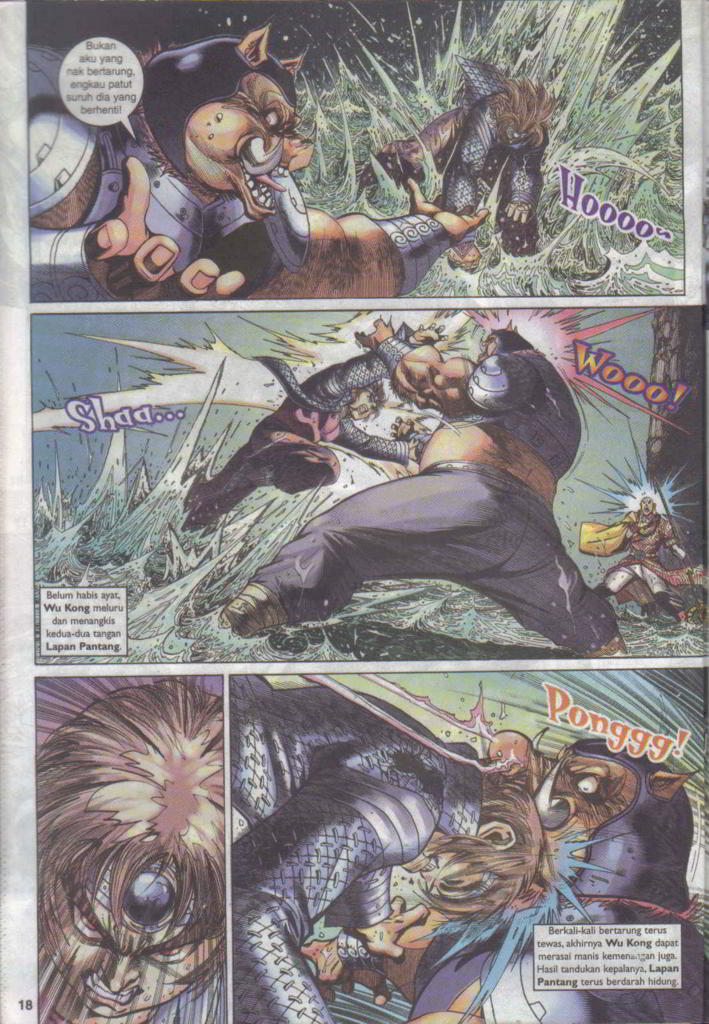 Bukan
aku yang
nak bertarung,
engkau patut
suruh dia yang
berhenti!
Hoooo~
Shaa...
Wooo!
Belum habis ayat,
Wu Kong meluru
dan menangkis
kedua-dua tangan
Lapan Pantang.
Ponggg!
Berkali-kali bertarung terus
tewas, akhirnya Wu Kong dapat
merasai manis kemenangan juga.
Hasil tandukan kepalanya, Lapan
Pantang terus berdarah hidung.
18